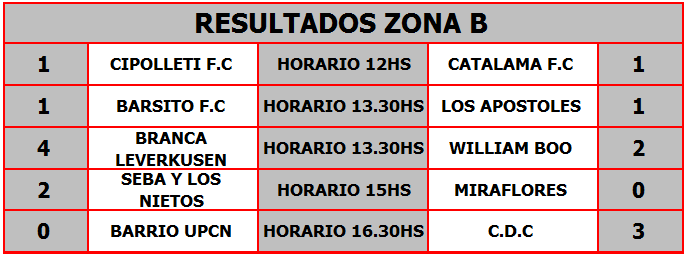 RESULTADOS ZONA B
1 CIPOLLETI F.C HORARIO 12HS CATALAMA F.C 1
1 BARSITO F.C HORARIO 13.30HS LOS APOSTOLES 1
4 BRANCA LEVERKUSEN HORARIO 13.30HS WILLIAM BOO 2
2 SEBA Y LOS NIETOS HORARIO 15HS MIRAFLORES 0
0 BARRIO UPCN HORARIO 16.30HS C.D.C 3